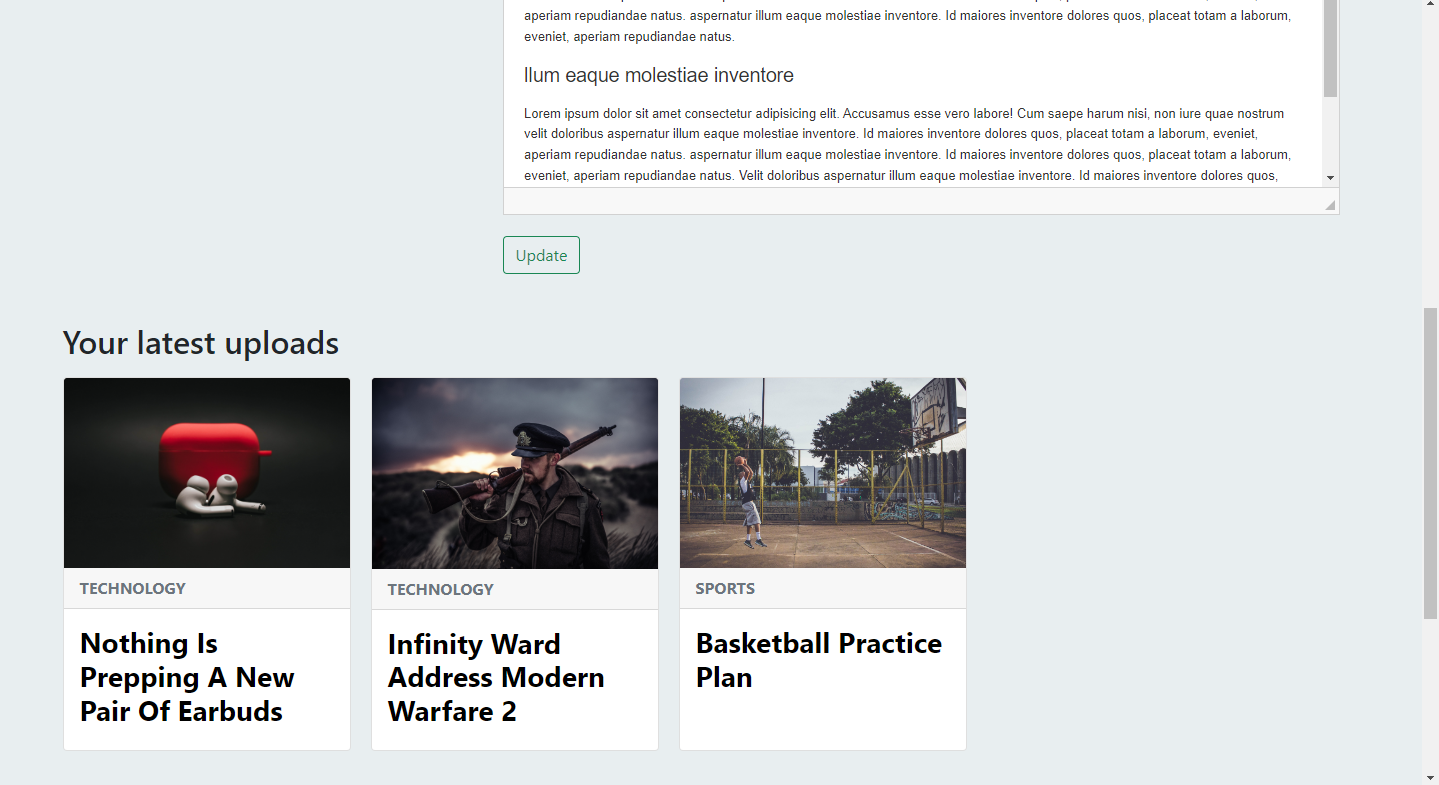 aperiam repudiandae natus. aspernatur illum eaque molestiae inventore. Id maiores inventore dolores quos, placeat totam a laborum,
eveniet, aperiam repudiandae natus.
llum eaque molestiae inventore
Lorem ipsum dolor sit amet consectetur adipisicing elit. Accusamus esse vero labore! Cum saepe harum nisi, non iure quae nostrum
velit doloribus aspernatur illum eaque molestiae inventore. Id maiores inventore dolores quos, placeat totam a laborum, eveniet,
aperiam repudiandae natus. aspernatur illum eaque molestiae inventore. Id maiores inventore dolores quos, placeat totam a laborum,
eveniet, aperiam repudiandae natus. Velit doloribus aspernatur illum eaque molestiae inventore. Id maiores inventore dolores quos,
Update
Your latest uploads
TECHNOLOGY
Nothing Is
Prepping A New
Pair Of Earbuds
TECHNOLOGY
Infinity Ward
Address Modern
Warfare 2
SPORTS
Basketball Practice
Plan